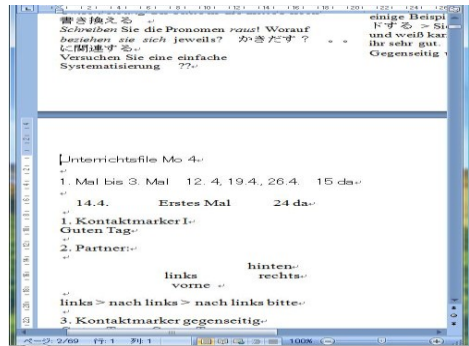 書き換える
Schreiben Sie die Pronomen raus! Worauf
beziehen sie sich jeweils? かきだす?
に関連する
Versuchen Sie eine einfache
Systematisierung ??
einige Beispi
ドする > Si
und weiß kan
ihr sehr gut.
Gegenseitig
Unterrichtsfile Mo 4
1. Mal bis 3. Mal 12. 4, 19.4., 26.4. 15 da
14.4. Erstes Mal 24 da
1. Kontaktmarker I
Guten Tag
2. Partner:
hinten
links rechts
vorne
links > nach links > nach links bitte
3. Kontaktmarker gegenseitig
ページ: 2/69 行: 1 列: 1 100%